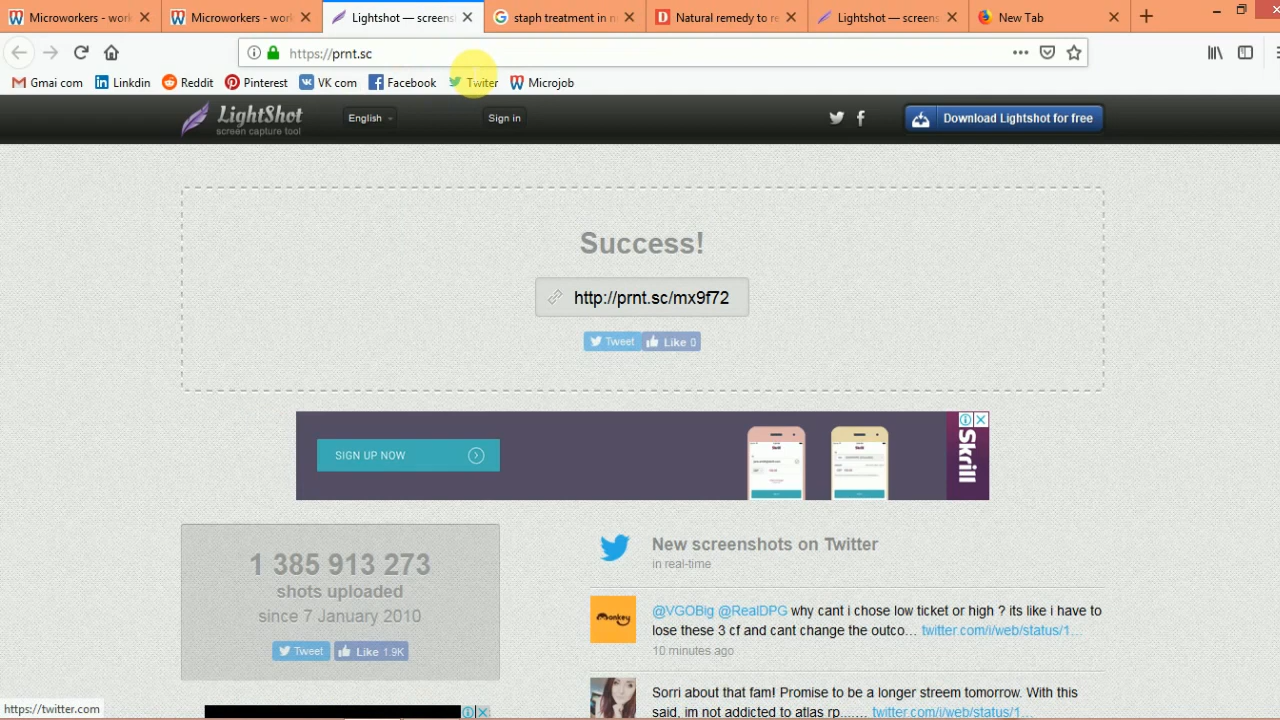 Microworkers - work
Microworkers - work
Lightshot — screens
staph treatment in n
Natural remedy to re
Lightshot — screens
New Tab
https://prnt.sc
Gmai com
Linkdin
Reddit
Pinterest
VK com
Facebook
Twiter
Microjob
LightShot
screen capture tool
English
Sign in
Download Lightshot for free
Success!
http://prnt.sc/mx9f72
Tweet
Like 0
SIGN UP NOW
Skrill
1 385 913 273
shots uploaded
since 7 January 2010
Tweet
Like 1.9K
New screenshots on Twitter
in real-time
monkey
@VGOBig @RealDPG why cant i chose low ticket or high ? its like i have to
lose these 3 cf and cant change the outco… twitter.com/i/web/status/1…
10 minutes ago
Sorri about that fam! Promise to be a longer streem tomorrow. With this
said, im not addicted to atlas rp....… twitter.com/i/web/status/1…
https://twitter.com